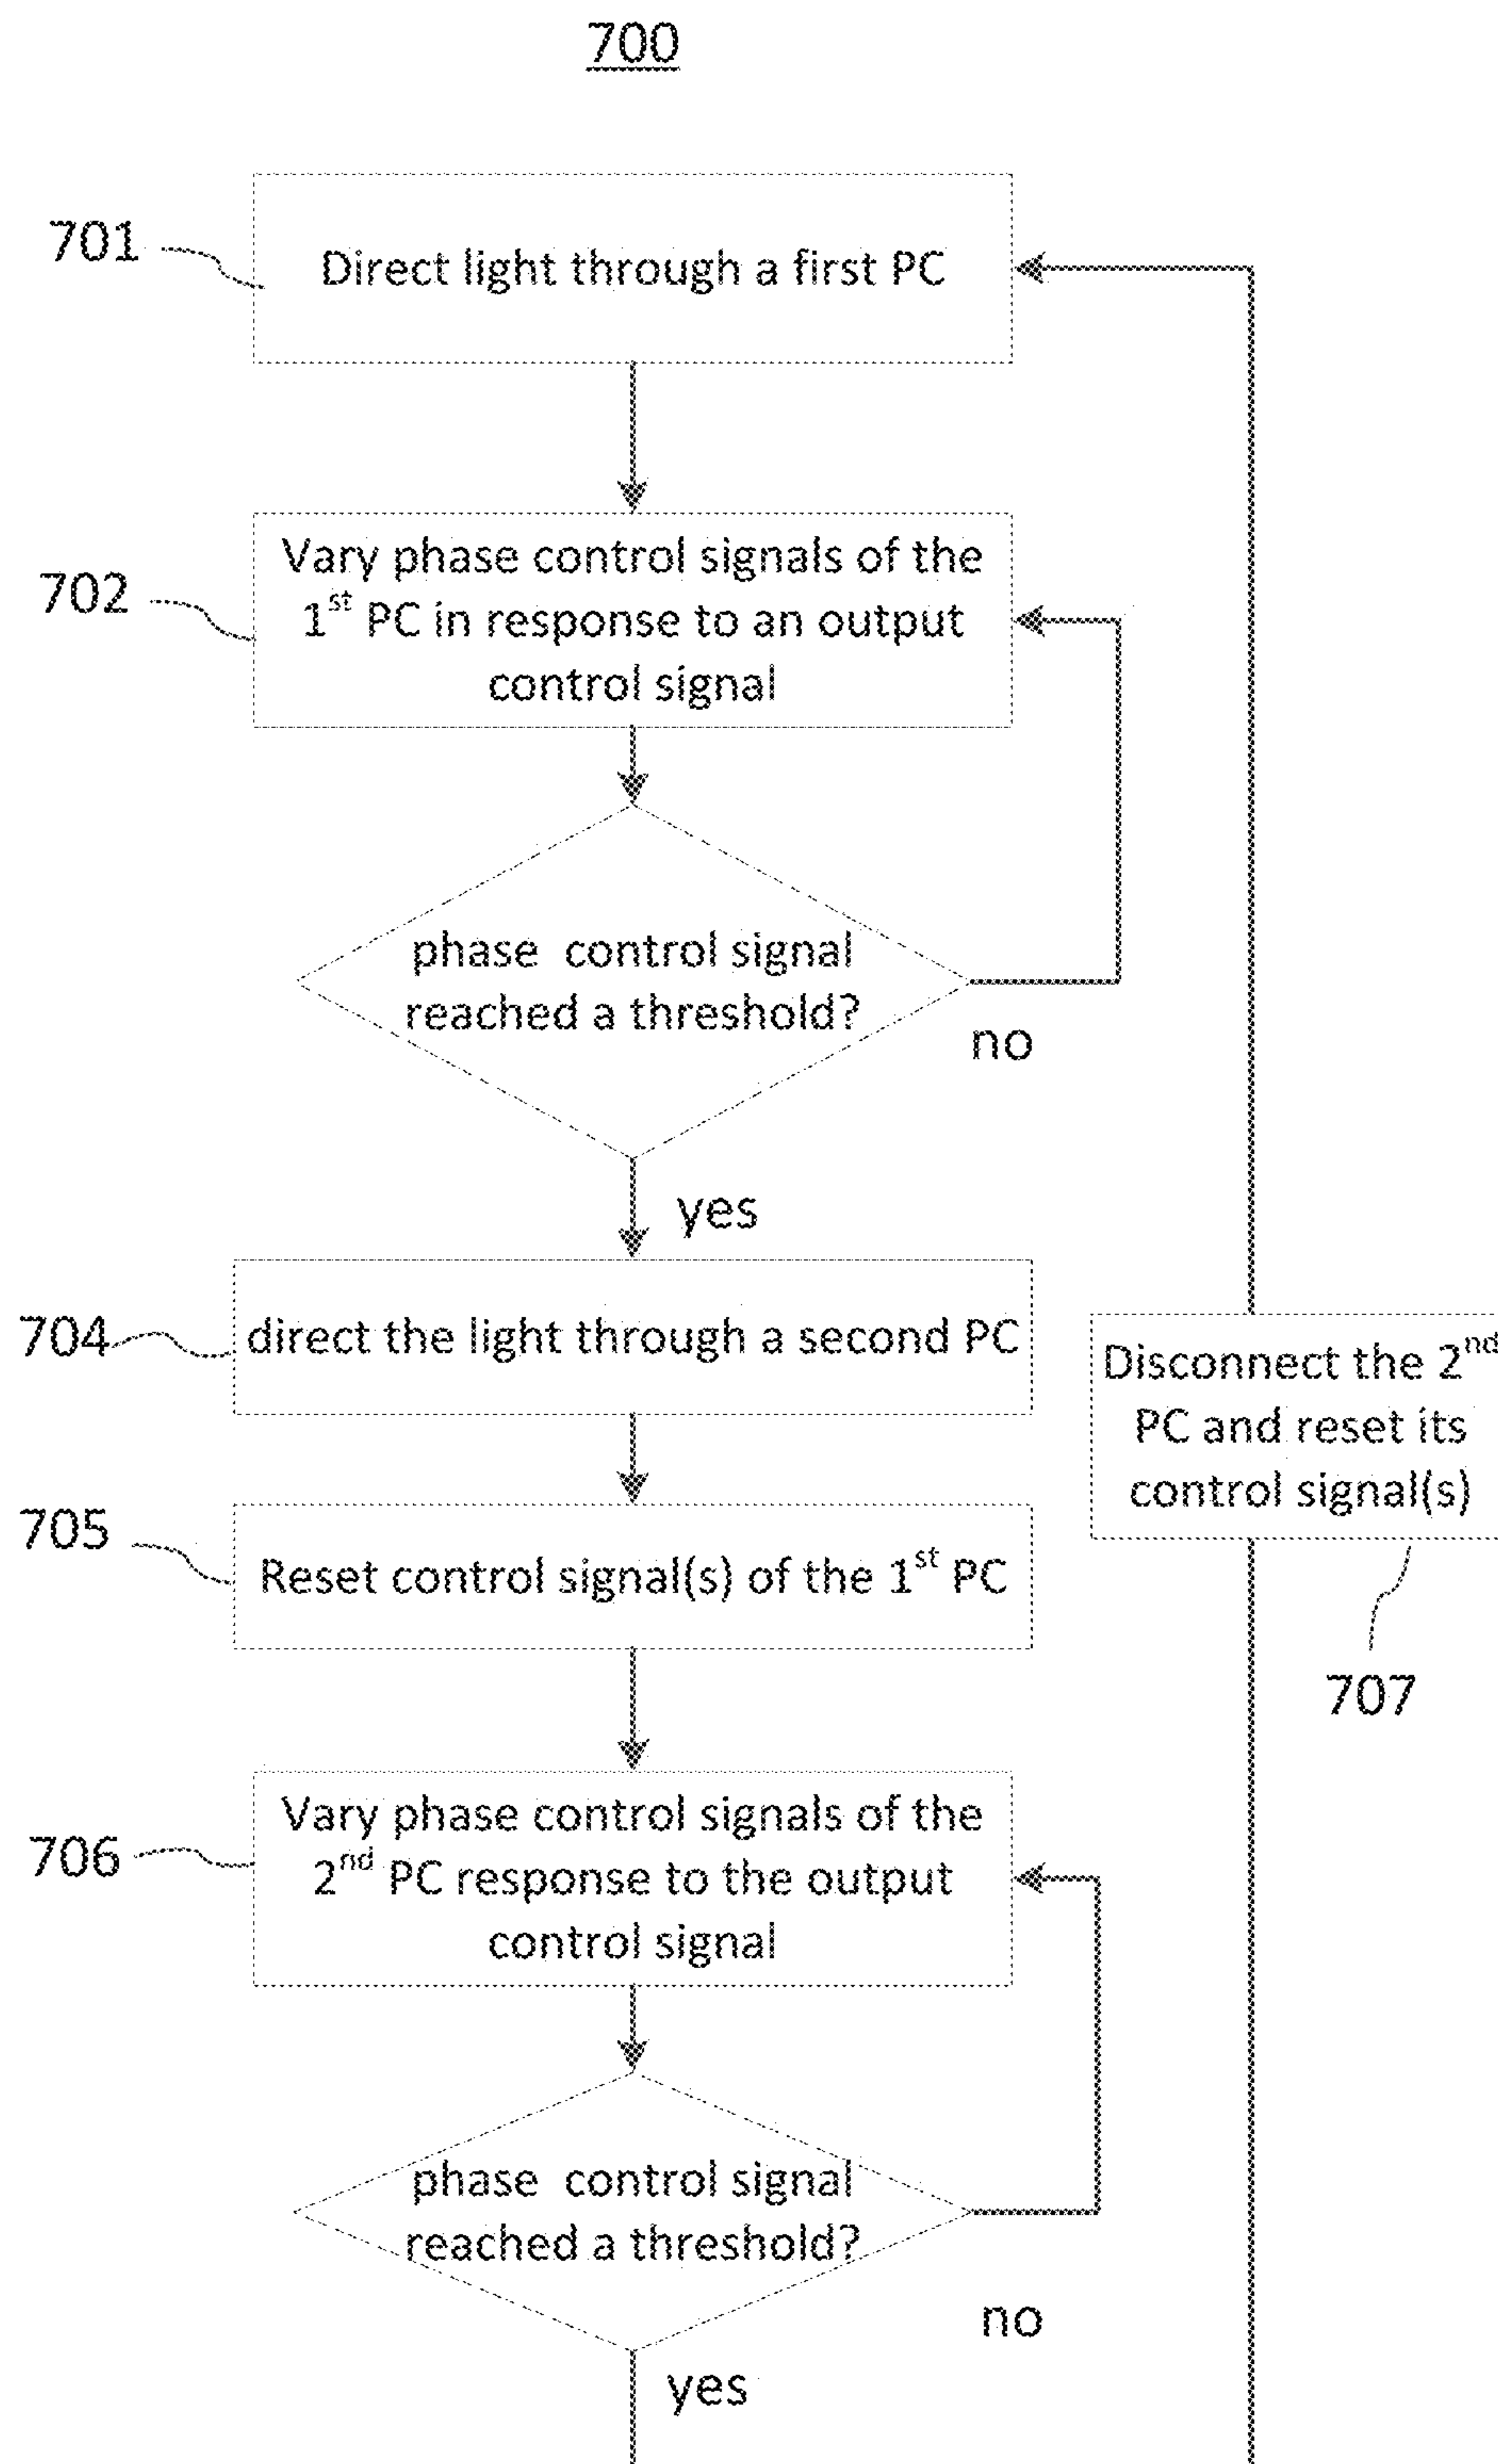 700
701
Direct light through a first PC
702
Vary phase control signals of the
1st PC in response to an output
control signal
phase control signal
reached a threshold?
no
yes
704
direct the light through a second PC
Disconnect the 2nd
PC and reset its
control signal(s)
705
Reset control signal(s) of the 1st PC
707
706
Vary phase control signals of the
2nd PC response to the output
control signal
phase control signal
reached a threshold?
no
yes